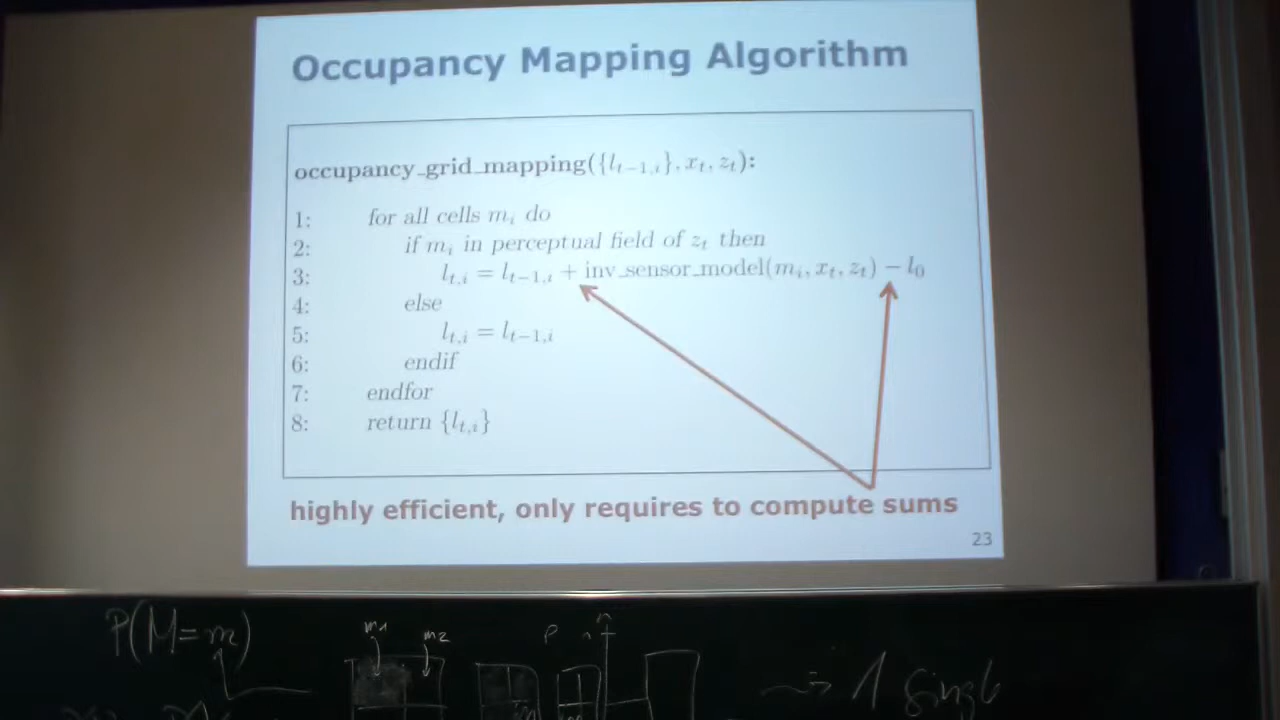 Occupancy Mapping Algorithm
occupancy_grid_mapping({l_{t−1,i}}, x_t, z_t):
1: for all cells m_i do
2: if m_i in perceptual field of z_t then
3: l_{t,i} = l_{t−1,i} + inv_sensor_model(m_i, x_t, z_t) − l_0
4: else
5: l_{t,i} = l_{t−1,i}
6: endif
7: endfor
8: return {l_{t,i}}
highly efficient, only requires to compute sums
23
P(M=m)
m1
m2
P
1 single